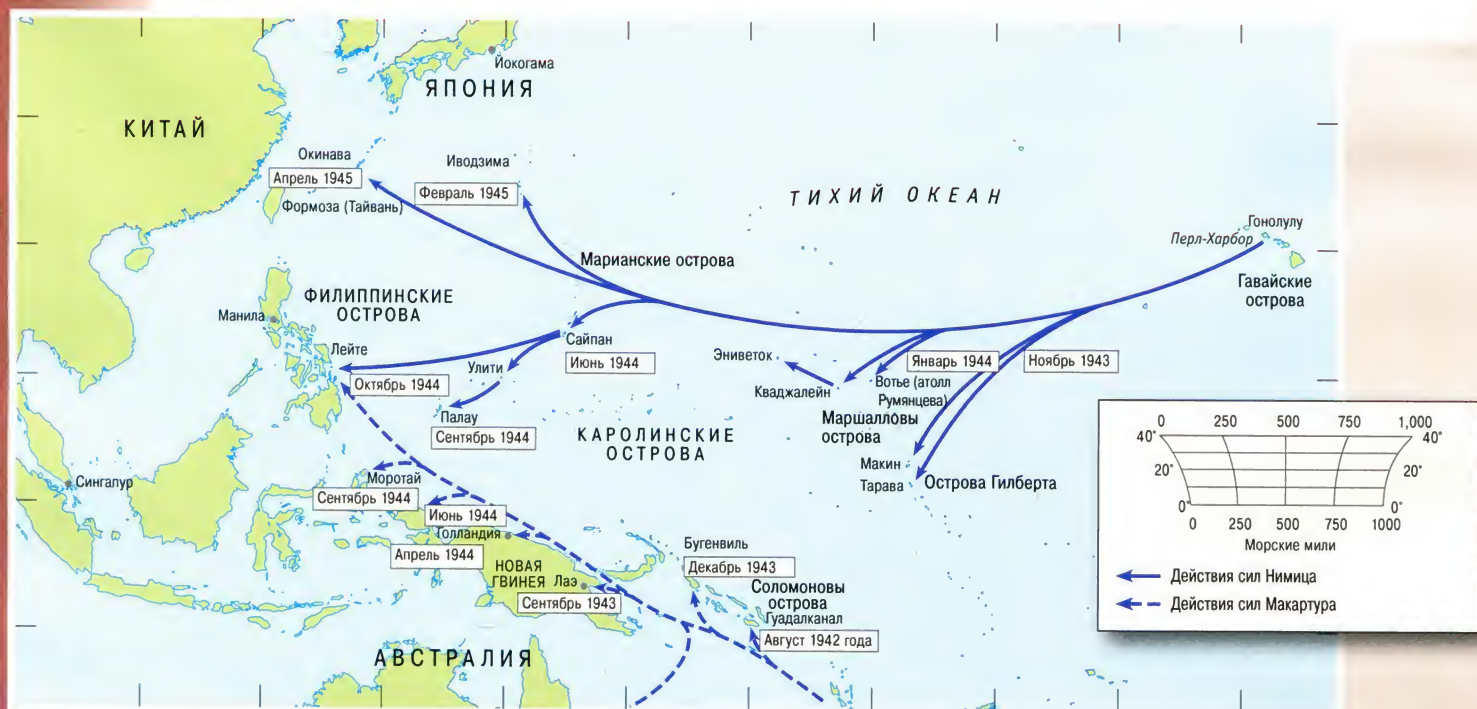 Йокогама
ЯПОНИЯ
КИТАЙ
Окинава
Апрель 1945
Формоза (Тайвань)
Иводзима
Февраль 1945
ТИХИЙ ОКЕАН
Гонолулу
Перл-Харбор
Гавайские
острова
Марианские острова
ФИЛИППИНСКИЕ
ОСТРОВА
Манила
Лейте
Октябрь 1944
Сайпан
Июнь 1944
Улити
Палау
Сентябрь 1944
Эниветок
Кваджалейн
Январь 1944
Вотье (атолл
Румянцева)
Ноябрь 1943
Маршалловы
острова
КАРОЛИНСКИЕ
ОСТРОВА
Макин
Тарава
Острова Гилберта
Сингапур
Моротай
Сентябрь 1944
Июнь 1944
Голландия
Апрель 1944
НОВАЯ
ГВИНЕЯ
Лаэ
Сентябрь 1943
Бугенвиль
Декабрь 1943
Соломоновы
острова
Гуадалканал
Август 1942 года
АВСТРАЛИЯ
0 250 500 750 1,000
40° 40°
20° 20°
0° 0°
0 250 500 750 1000
Морские мили
Действия сил Нимица
Действия сил Макартура